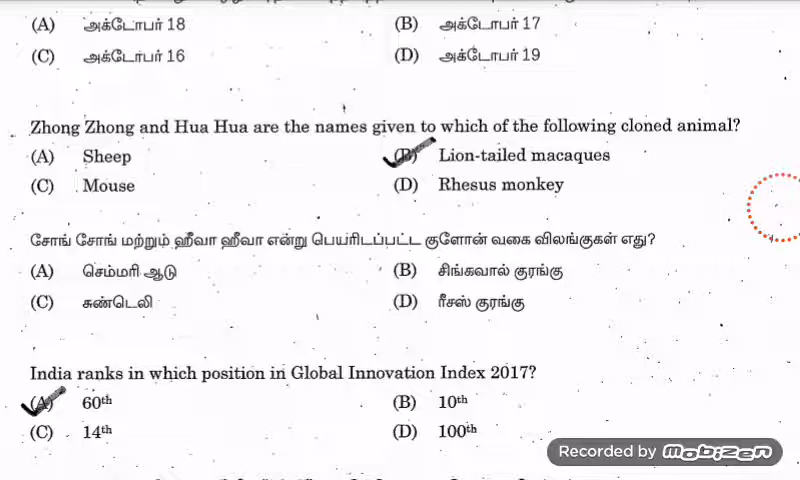 (A) அக்டோபர் 18 (B) அக்டோபர் 17
(C) அக்டோபர் 16 (D) அக்டோபர் 19
Zhong Zhong and Hua Hua are the names given to which of the following cloned animal?
(A) Sheep (B) Lion-tailed macaques
(C) Mouse (D) Rhesus monkey
சோங் சோங் மற்றும் ஹீவா ஹீவா என்று பெயரிடப்பட்ட குளோன் வகை விலங்குகள் எது?
(A) செம்மரி ஆடு (B) சிங்கவால் குரங்கு
(C) சுண்டெலி (D) ரீசஸ் குரங்கு
India ranks in which position in Global Innovation Index 2017?
(A) 60th (B) 10th
(C) 14th (D) 100th
Recorded by mobizen